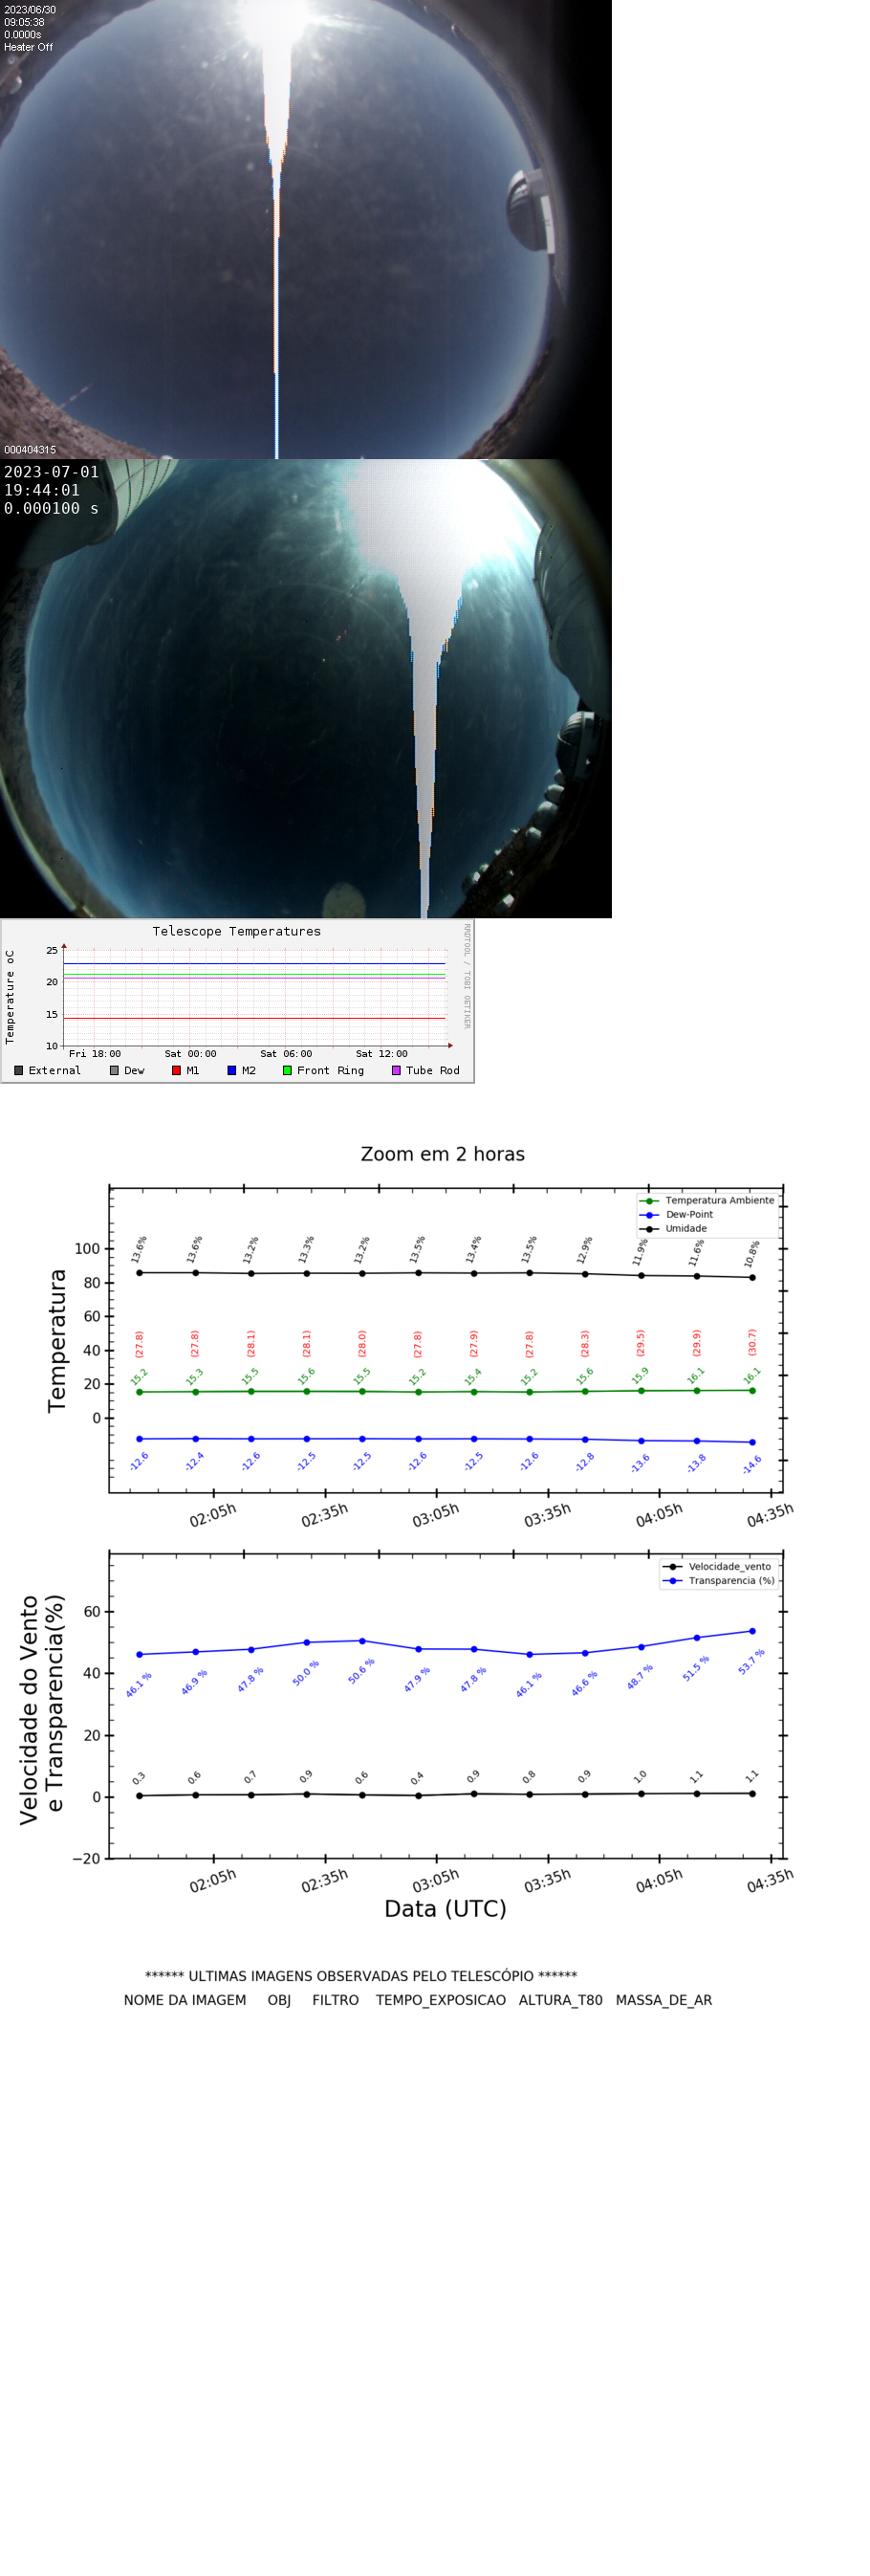 2023/06/30
09:05:38
0.0000s
Heater Off
000404315
2023-07-01
19:44:01
0.000100 s
Telescope Temperatures
RRDTOOL / TOBI OETIKER
Temperature oC
25
20
15
10
Fri 18:00 Sat 00:00 Sat 06:00 Sat 12:00
External Dew M1 M2 Front Ring Tube Rod
Zoom em 2 horas
Temperatura Ambiente
Dew-Point
Umidade
Temperatura
100
80
60
40
20
0
13.6% 13.6% 13.2% 13.3% 13.2% 13.5% 13.4% 13.5% 12.9% 11.9% 11.6% 10.8%
(27.8) (27.8) (28.1) (28.1) (28.0) (27.8) (27.9) (27.8) (28.3) (29.5) (29.9) (30.7)
15.2 15.3 15.5 15.6 15.5 15.2 15.4 15.2 15.6 15.9 16.1 16.1
-12.6 -12.4 -12.6 -12.5 -12.5 -12.6 -12.5 -12.6 -12.8 -13.6 -13.8 -14.6
02:05h 02:35h 03:05h 03:35h 04:05h 04:35h
Velocidade_vento
Transparencia (%)
Velocidade do Vento
e Transparencia(%)
60
40
20
0
−20
46.1 % 46.9 % 47.8 % 50.0 % 50.6 % 47.9 % 47.8 % 46.1 % 46.6 % 48.7 % 51.5 % 53.7 %
0.3 0.6 0.7 0.9 0.6 0.4 0.9 0.8 0.9 1.0 1.1 1.1
02:05h 02:35h 03:05h 03:35h 04:05h 04:35h
Data (UTC)
****** ULTIMAS IMAGENS OBSERVADAS PELO TELESCÓPIO ******
NOME DA IMAGEM OBJ FILTRO TEMPO_EXPOSICAO ALTURA_T80 MASSA_DE_AR